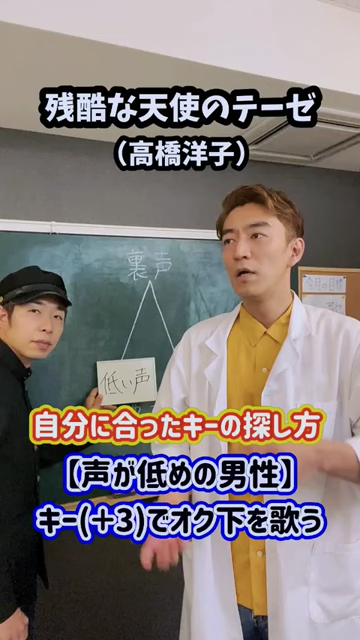 残酷な天使のテーゼ
（高橋洋子）
裏声
低い声
自分に合ったキーの探し方
【声が低めの男性】
キー(＋3)でオク下を歌う